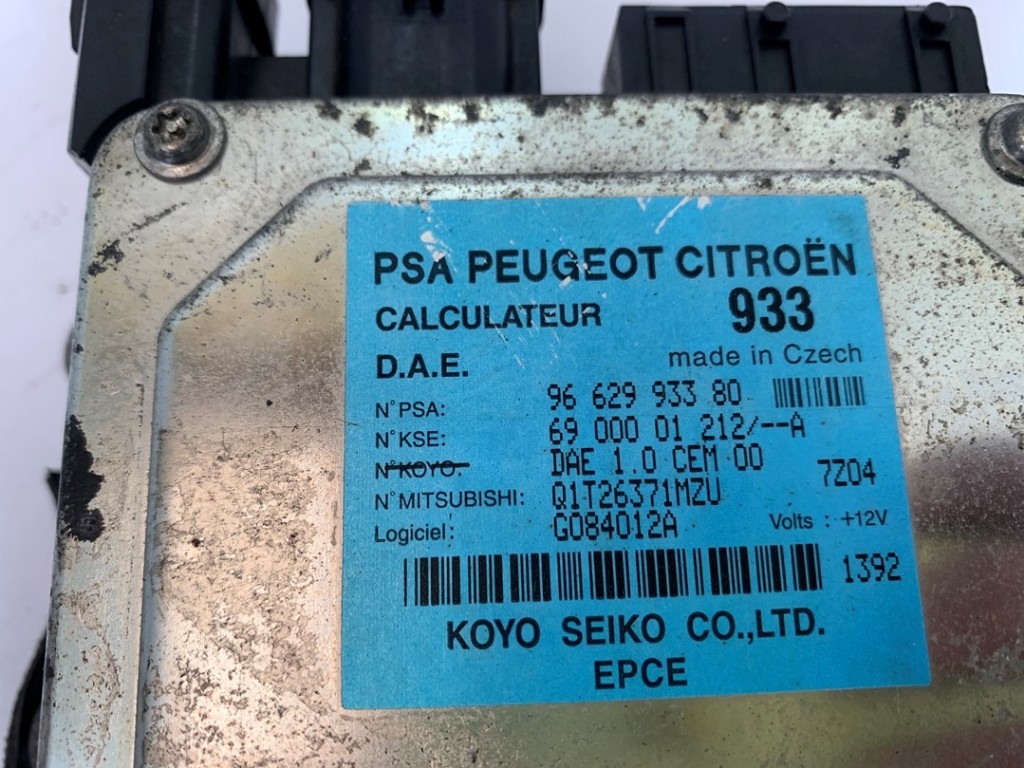 PSA PEUGEOT CITROËN
CALCULATEUR 933
D.A.E. made in Czech
N°PSA: 96 629 933 80
N°KSE: 69 000 01 212/--A
N°KOYO: DAE 1.0 CEM 00
7Z04
N°MITSUBISHI: Q1T26371MZU
Logiciel: G084012A Volts : +12V
1392
KOYO SEIKO CO.,LTD.
EPCE